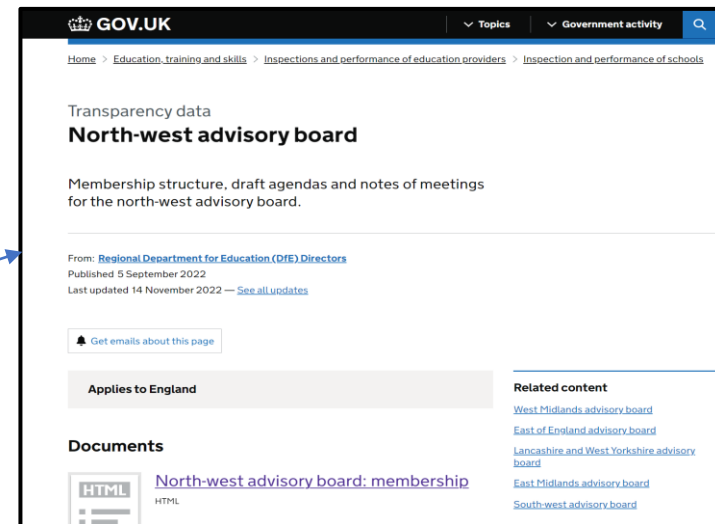 GOV.UK
Topics
Government activity
Home > Education, training and skills > Inspections and performance of education providers > Inspection and performance of schools
Transparency data
North-west advisory board
Membership structure, draft agendas and notes of meetings
for the north-west advisory board.
From: Regional Department for Education (DfE) Directors
Published 5 September 2022
Last updated 14 November 2022 — See all updates
Get emails about this page
Applies to England
Documents
HTML
North-west advisory board: membership
HTML
Related content
West Midlands advisory board
East of England advisory board
Lancashire and West Yorkshire advisory
board
East Midlands advisory board
South-west advisory board